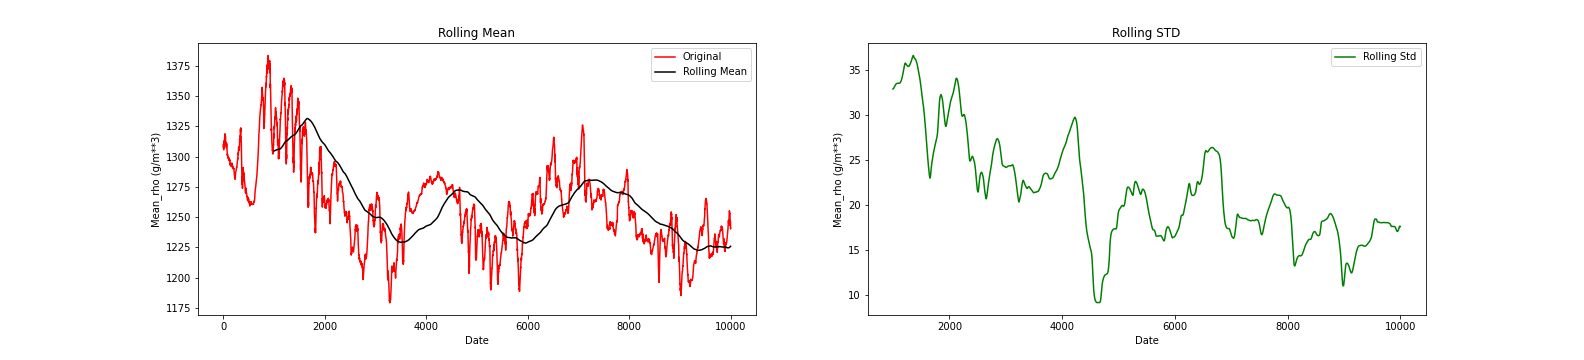 Rolling Mean
Original
Rolling Mean
1375
1350
1325
1300
1275
1250
1225
1200
1175
Mean_rho (g/m**3)
0
2000
4000
6000
8000
10000
Date
Rolling STD
Rolling Std
35
30
25
20
15
10
Mean_rho (g/m**3)
2000
4000
6000
8000
10000
Date